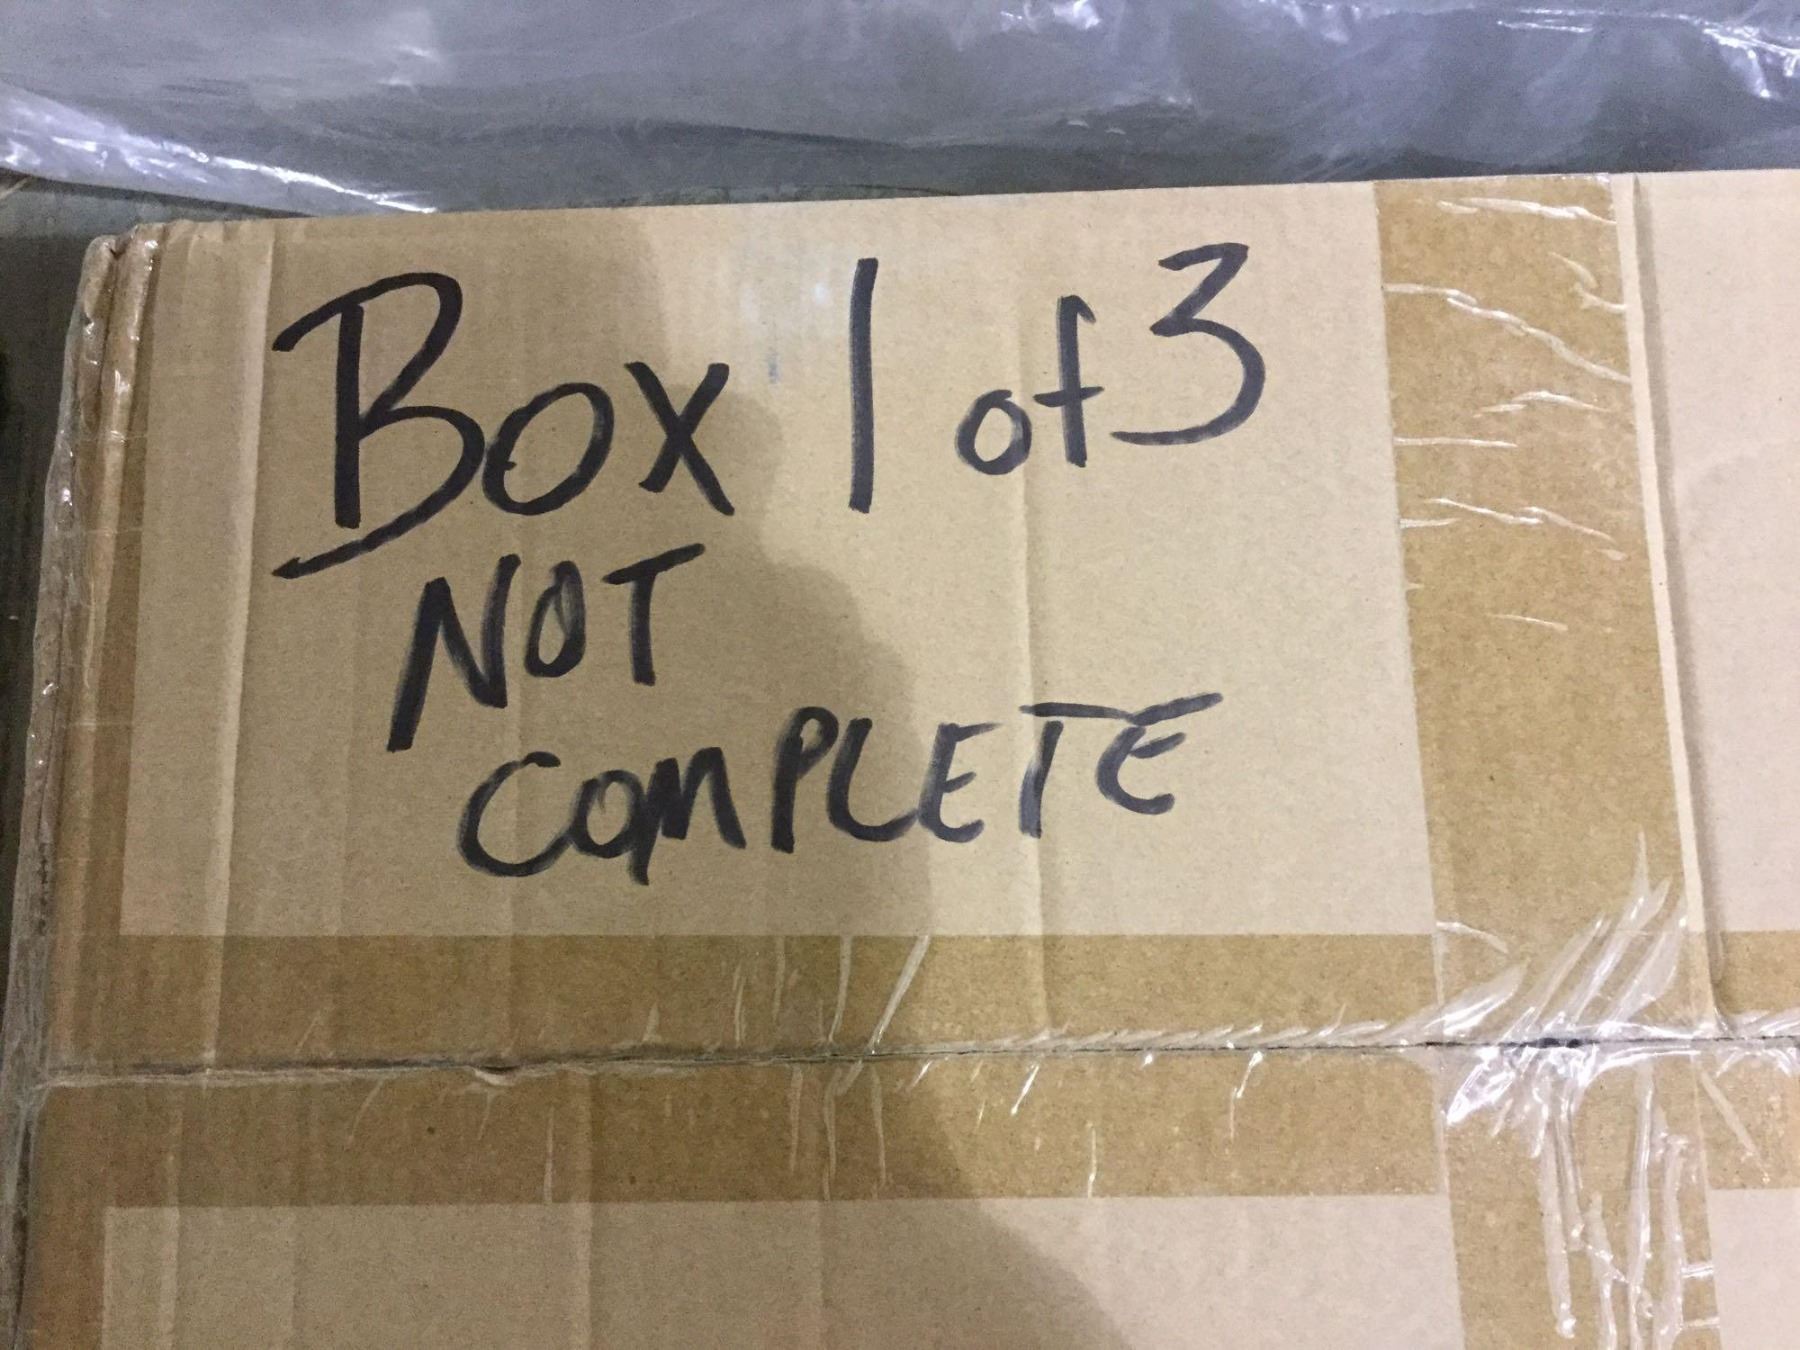 Box 1 of 3
NOT
COMPLETE